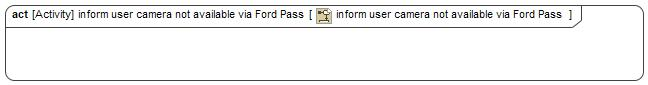 act [Activity] inform user camera not available via Ford Pass [ inform user camera not available via Ford Pass ]